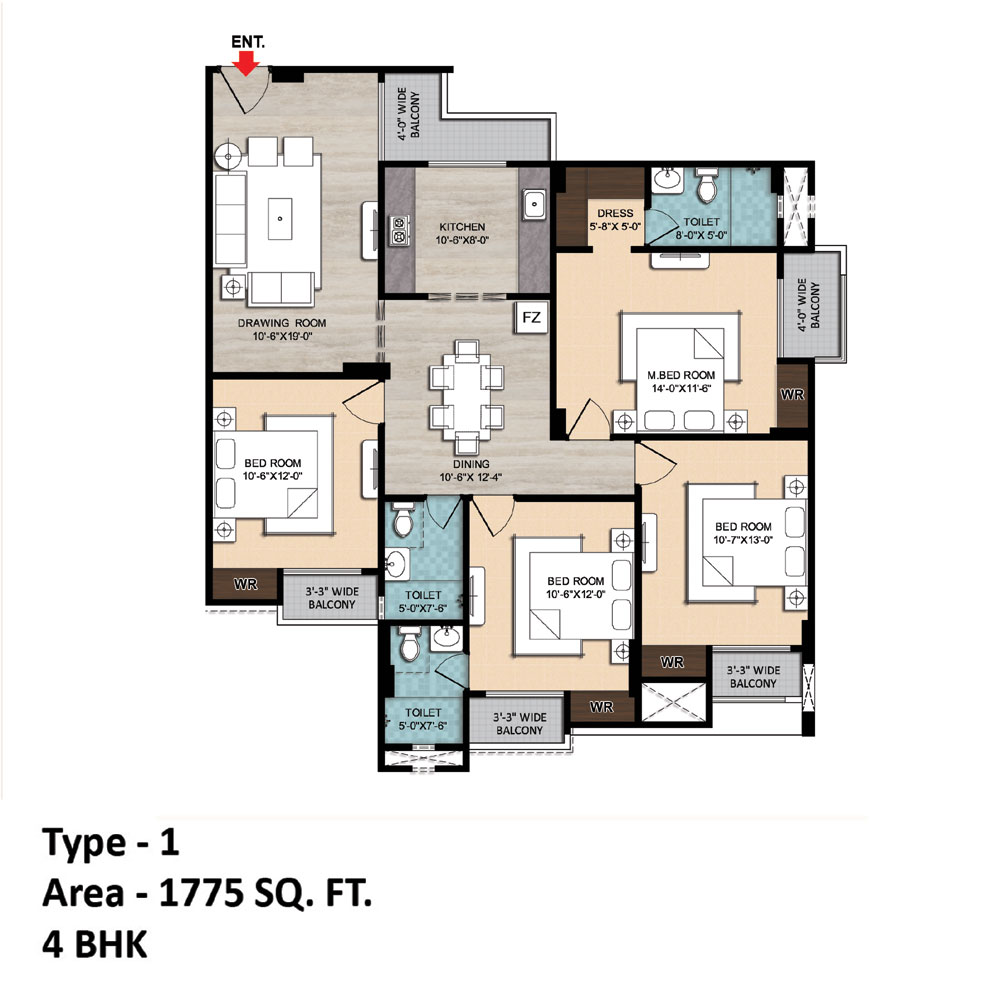 ENT.
4'-0" WIDE
BALCONY
KITCHEN
10'-6"X8'-0"
DRESS
5'-8"X 5'-0"
TOILET
8'-0"X 5'-0"
4'-0" WIDE
BALCONY
FZ
DRAWING ROOM
10'-6"X19'-0"
M.BED ROOM
14'-0"X11'-6"
WR
BED ROOM
10'-6"X12'-0"
DINING
10'-6"X 12'-4"
BED ROOM
10'-7"X13'-0"
WR
3'-3" WIDE
BALCONY
TOILET
5'-0"X7'-6"
BED ROOM
10'-6"X12'-0"
WR
3'-3" WIDE
BALCONY
TOILET
5'-0"X7'-6"
3'-3" WIDE
BALCONY
WR
Type - 1
Area - 1775 SQ. FT.
4 BHK